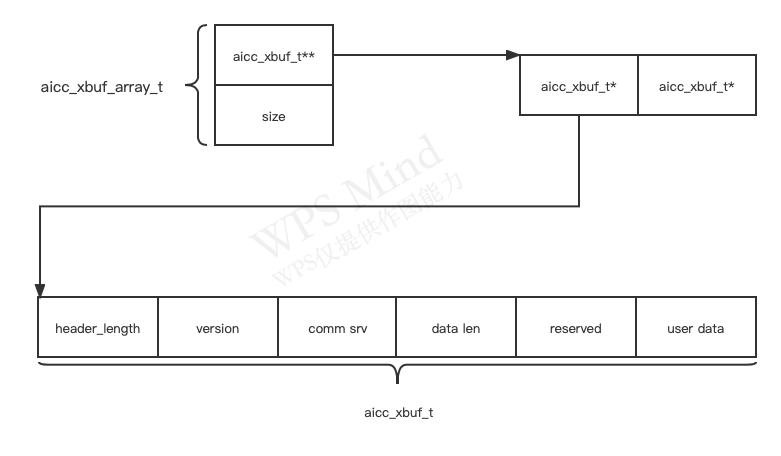 aicc_xbuf_t**
aicc_xbuf_array_t
size
aicc_xbuf_t*
aicc_xbuf_t*
WPS Mind
WPS仅提供作图能力
header_length
version
comm srv
data len
reserved
user data
aicc_xbuf_t